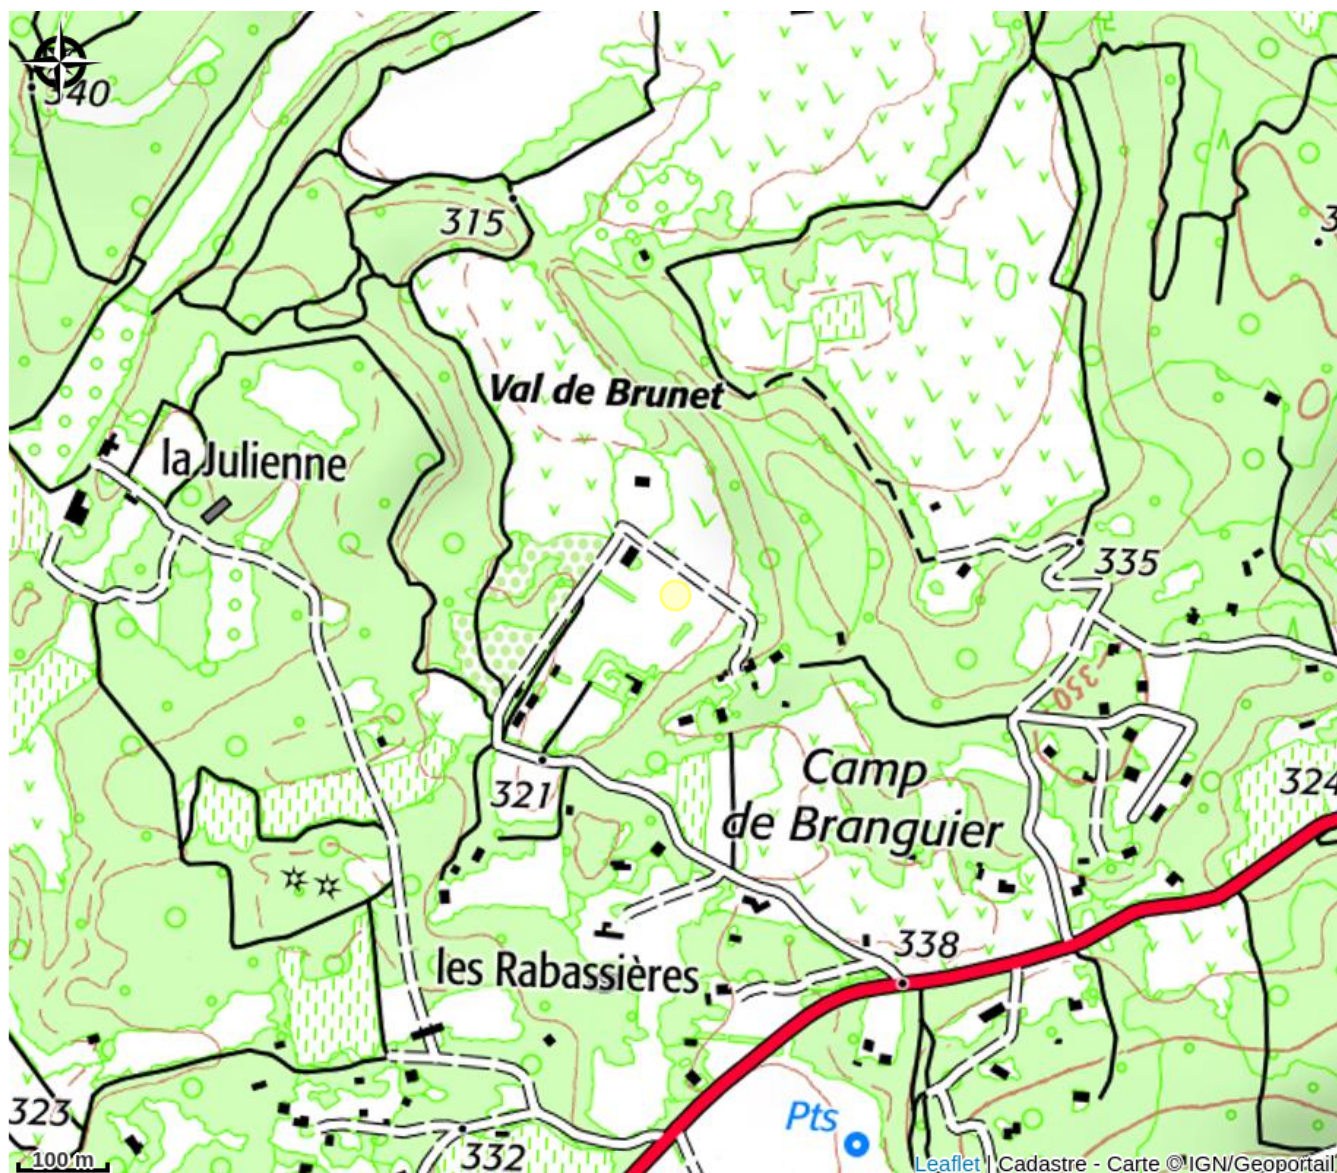 340
315
Val de Brunet
la Julienne
335
350
Camp
de Branguier
321
324
338
les Rabassières
323
332
Pts
100 m
Leaflet | Cadastre - Carte © IGN/Geoportail